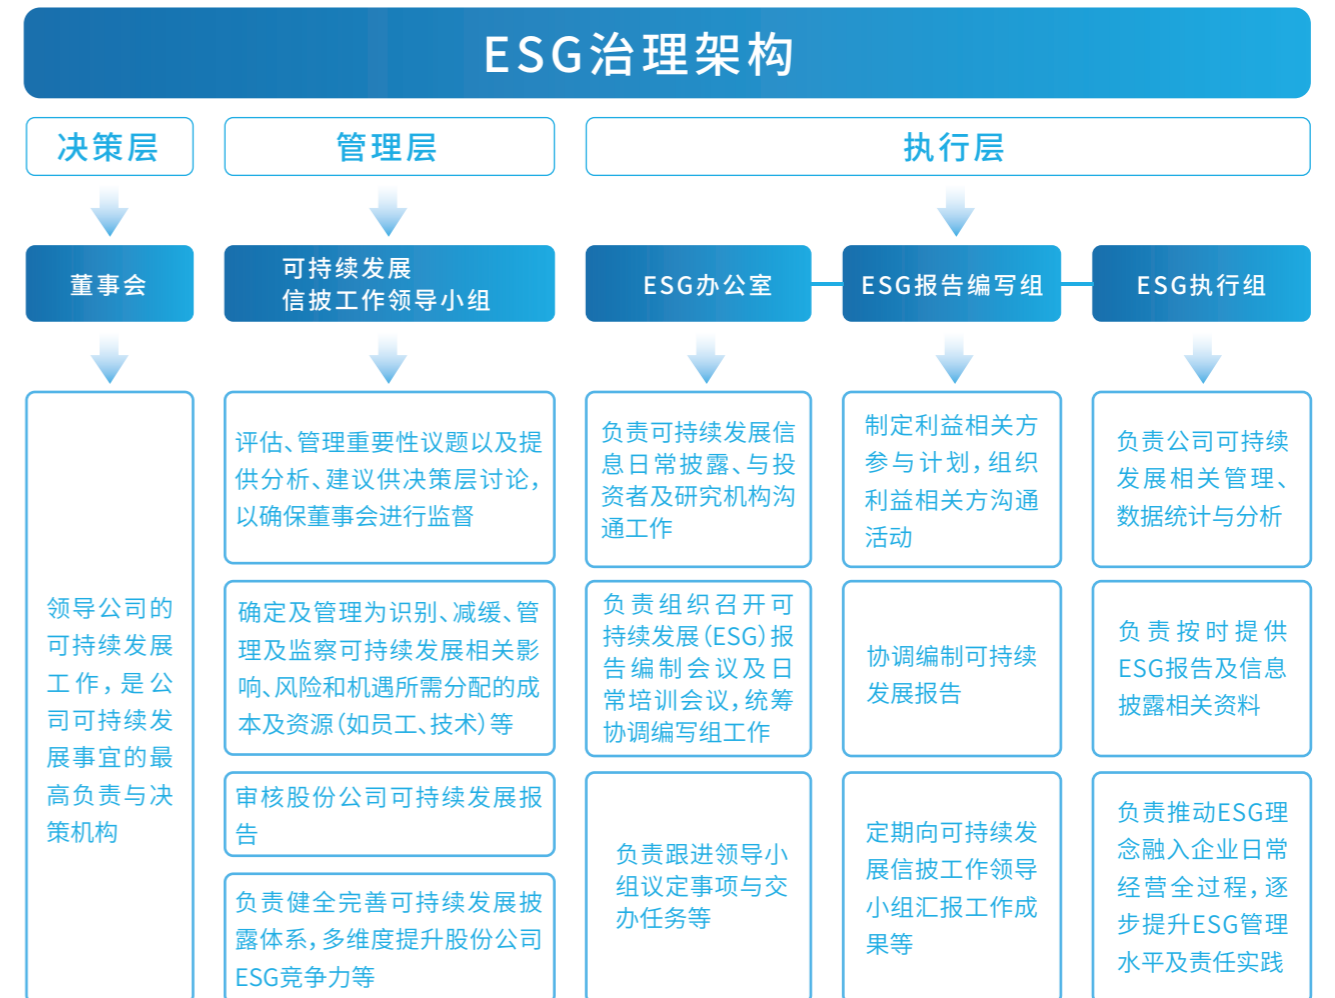 ESG治理架构
决策层
管理层
执行层
董事会
可持续发展
信披工作领导小组
ESG办公室
ESG报告编写组
ESG执行组
领导公司的
可持续发展
工作，是公
司可持续发
展事宜的最
高负责与决
策机构
评估、管理重要性议题以及提
供分析、建议供决策层讨论，
以确保董事会进行监督
确定及管理为识别、减缓、管
理及监察可持续发展相关影
响、风险和机遇所需分配的成
本及资源（如员工、技术）等
审核股份公司可持续发展报
告
负责健全完善可持续发展披
露体系，多维度提升股份公司
ESG竞争力等
负责可持续发展信
息日常披露、与投
资者及研究机构沟
通工作
负责组织召开可
持续发展（ESG）报
告编制会议及日
常培训会议，统筹
协调编写组工作
负责跟进领导小
组议定事项与交
办任务等
制定利益相关方
参与计划，组织
利益相关方沟通
活动
协调编制可持续
发展报告
定期向可持续发
展信披工作领导
小组汇报工作成
果等
负责公司可持续
发展相关管理、
数据统计与分析
负责按时提供
ESG报告及信息
披露相关资料
负责推动ESG理
念融入企业日常
经营全过程，逐
步提升ESG管理
水平及责任实践